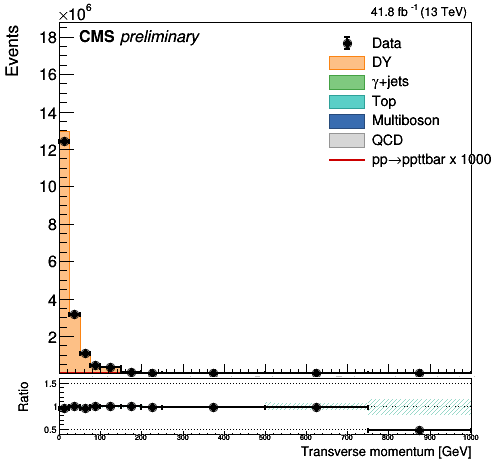 ×10⁶
41.8 fb⁻¹ (13 TeV)
CMS preliminary
Events
18
16
14
12
10
8
6
4
2
Data
DY
γ+jets
Top
Multiboson
QCD
pp→ppttbar x 1000
Ratio
1.5
1
0.5
0 100 200 300 400 500 600 700 800 900 1000
Transverse momentum [GeV]